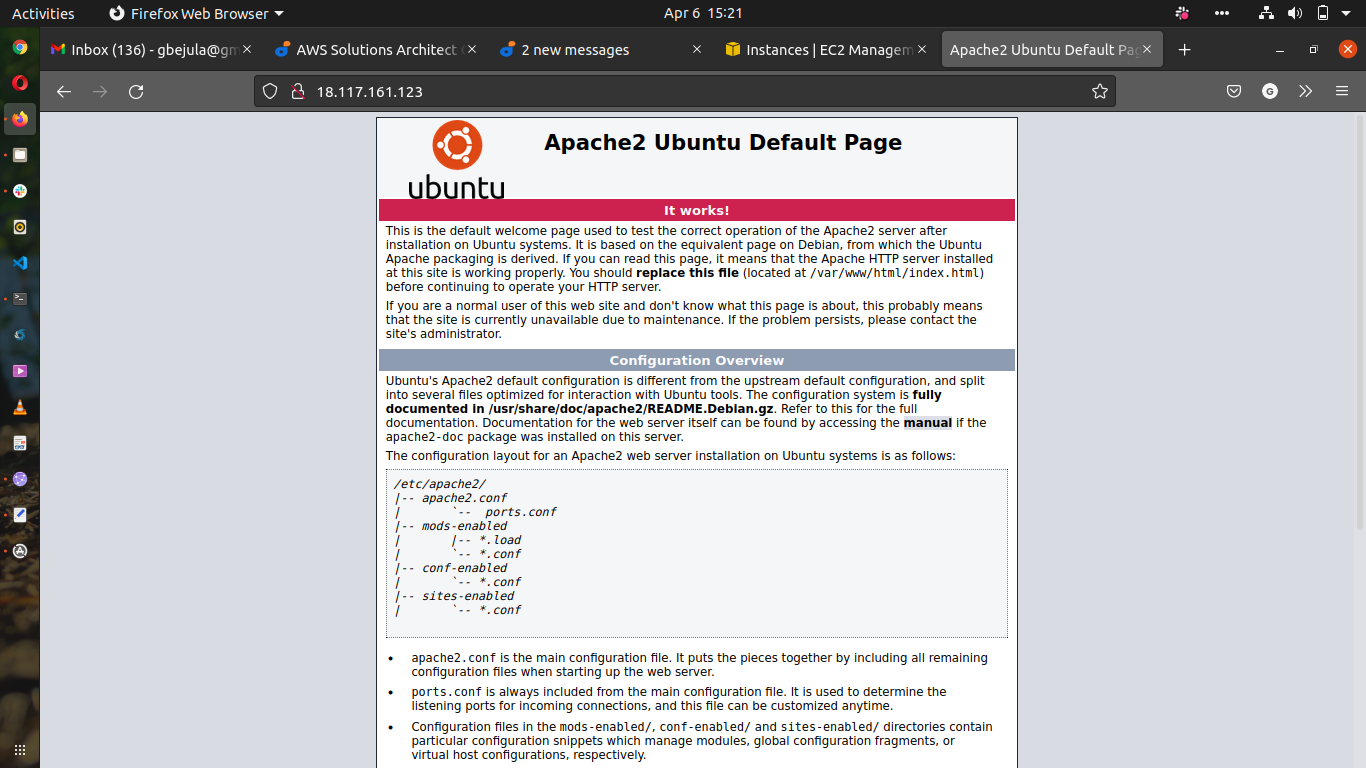 Activities
Firefox Web Browser
Apr 6 15:21
Inbox (136) - gbejula@gm
AWS Solutions Architect
2 new messages
Instances | EC2 Managem
Apache2 Ubuntu Default Pa
18.117.161.123
G
ubuntu
Apache2 Ubuntu Default Page
It works!
This is the default welcome page used to test the correct operation of the Apache2 server after
installation on Ubuntu systems. It is based on the equivalent page on Debian, from which the Ubuntu
Apache packaging is derived. If you can read this page, it means that the Apache HTTP server installed
at this site is working properly. You should replace this file (located at /var/www/html/index.html)
before continuing to operate your HTTP server.
If you are a normal user of this web site and don't know what this page is about, this probably means
that the site is currently unavailable due to maintenance. If the problem persists, please contact the
site's administrator.
Configuration Overview
Ubuntu's Apache2 default configuration is different from the upstream default configuration, and split
into several files optimized for interaction with Ubuntu tools. The configuration system is fully
documented in /usr/share/doc/apache2/README.Debian.gz. Refer to this for the full
documentation. Documentation for the web server itself can be found by accessing the manual if the
apache2-doc package was installed on this server.
The configuration layout for an Apache2 web server installation on Ubuntu systems is as follows:
/etc/apache2/
|-- apache2.conf
|       `--  ports.conf
|-- mods-enabled
|       |-- *.load
|       `-- *.conf
|-- conf-enabled
|       `-- *.conf
|-- sites-enabled
|       `-- *.conf
• apache2.conf is the main configuration file. It puts the pieces together by including all remaining
configuration files when starting up the web server.
• ports.conf is always included from the main configuration file. It is used to determine the
listening ports for incoming connections, and this file can be customized anytime.
• Configuration files in the mods-enabled/, conf-enabled/ and sites-enabled/ directories contain
particular configuration snippets which manage modules, global configuration fragments, or
virtual host configurations, respectively.